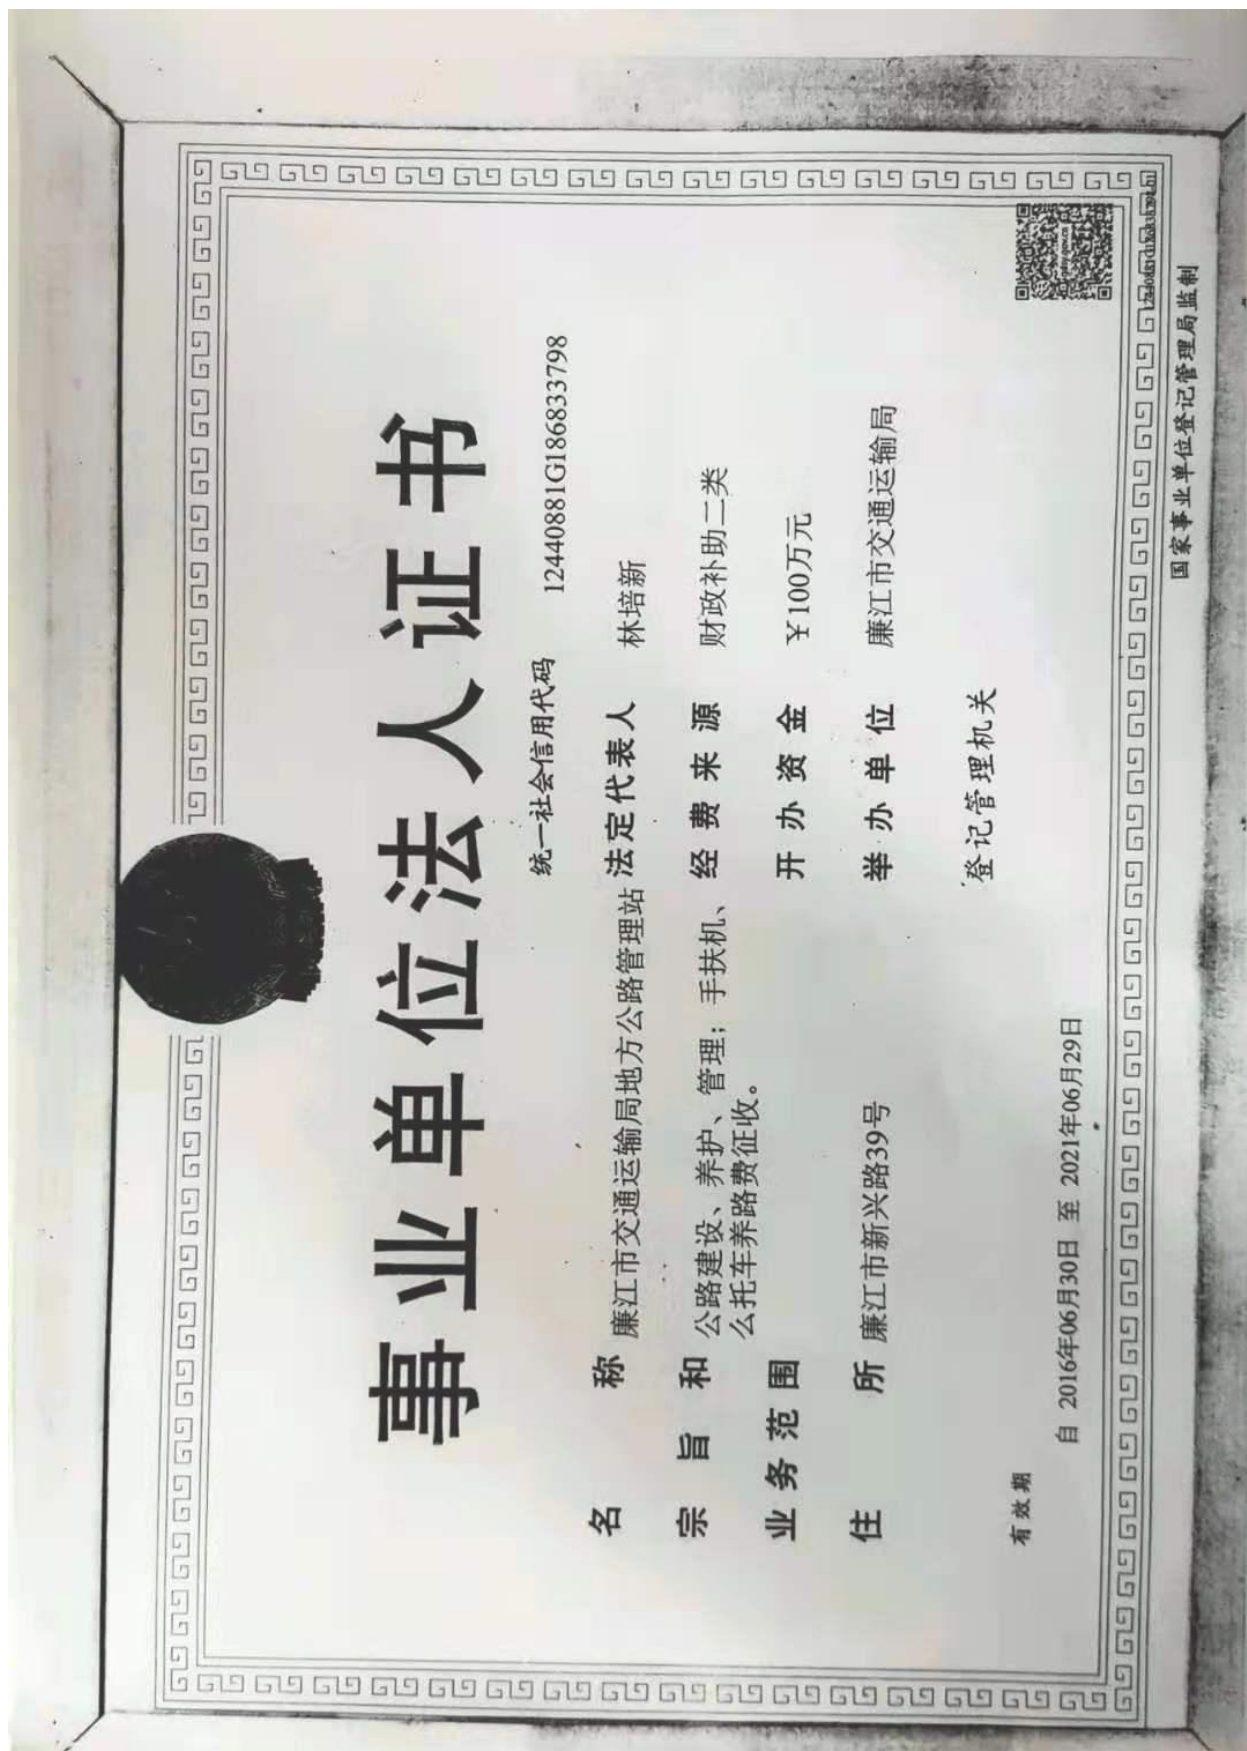 事业单位法人证书
统一社会信用代码 12440881G186833798
名称 廉江市交通运输局地方公路管理站
法定代表人 林培新
宗旨和业务范围 公路建设、养护、管理；手扶机、
么托车养路费征收。
经费来源 财政补助二类
开办资金 ￥100万元
住所 廉江市新兴路39号
举办单位 廉江市交通运输局
登记管理机关
有效期
自 2016年06月30日 至 2021年06月29日
国家事业单位登记管理局监制